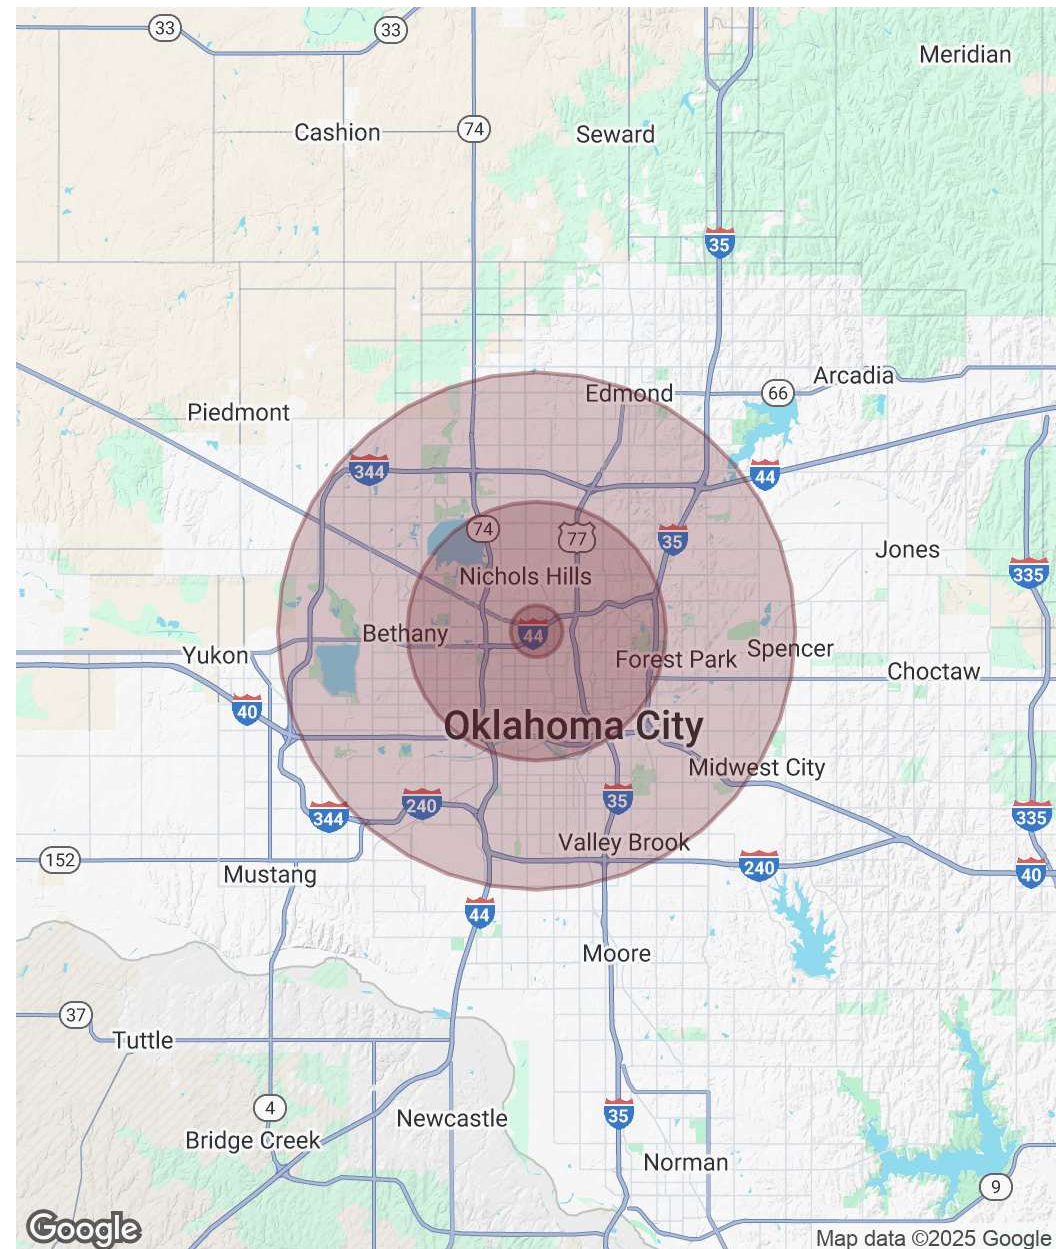 33
33
Meridian
Cashion
74
Seward
35
Arcadia
Edmond
66
Piedmont
344
44
74
77
35
Jones
335
Nichols Hills
44
Bethany
Yukon
Forest Park
Spencer
Choctaw
40
Oklahoma City
Midwest City
344
240
35
335
Valley Brook
152
240
40
Mustang
44
Moore
37
Tuttle
4
Newcastle
35
Bridge Creek
Norman
9
Google
Map data ©2025 Google